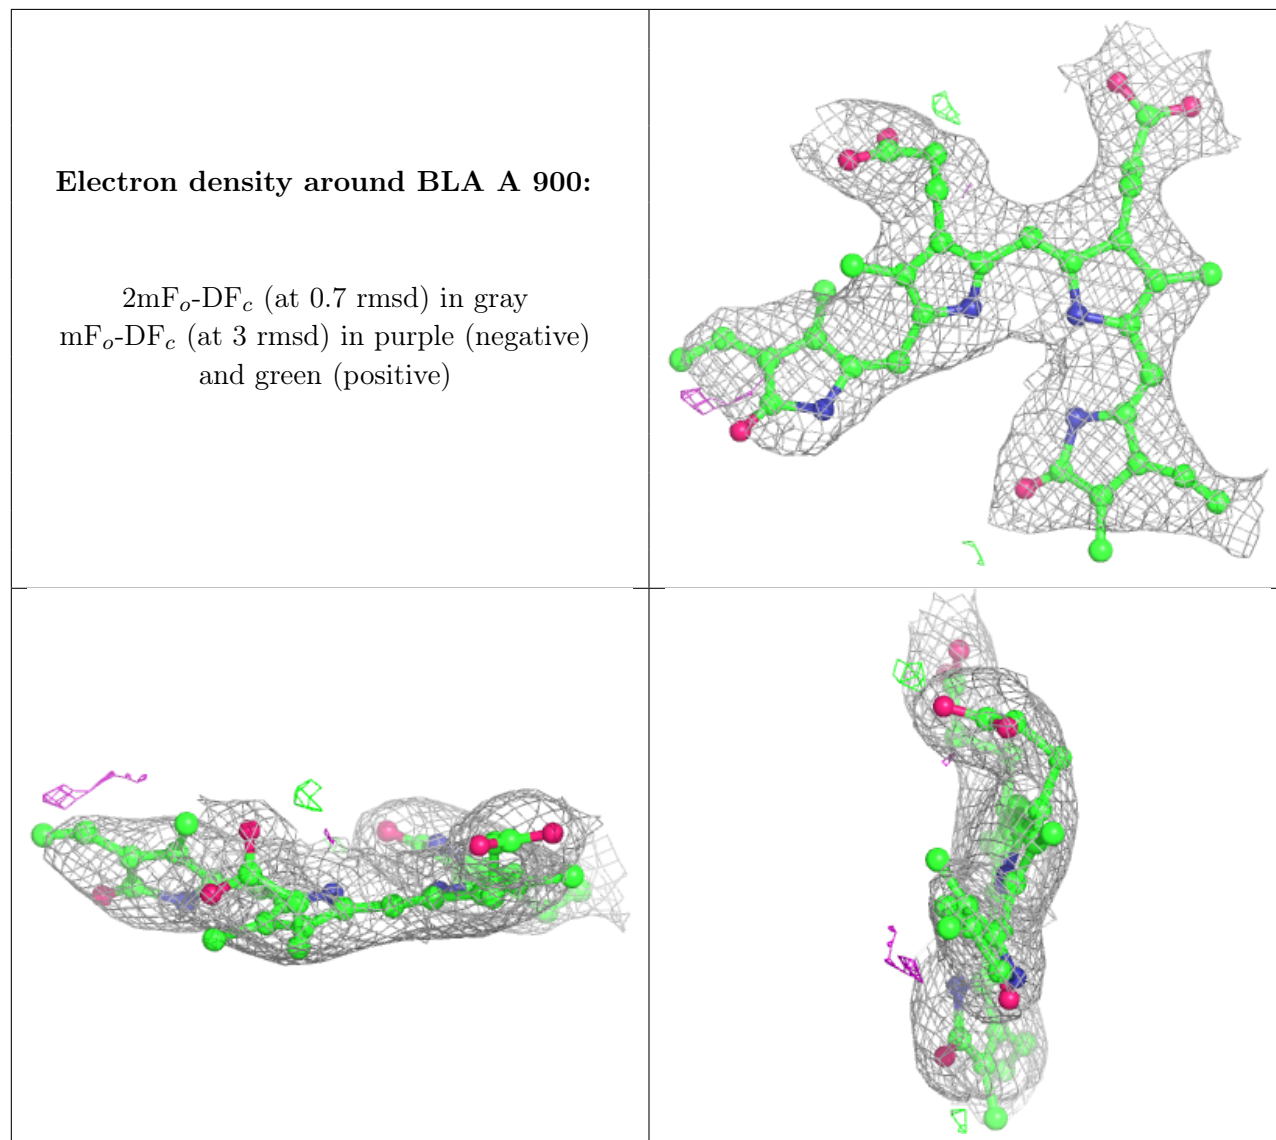 Electron density around BLA A 900:
2mFo-DFc (at 0.7 rmsd) in gray
mFo-DFc (at 3 rmsd) in purple (negative)
and green (positive)